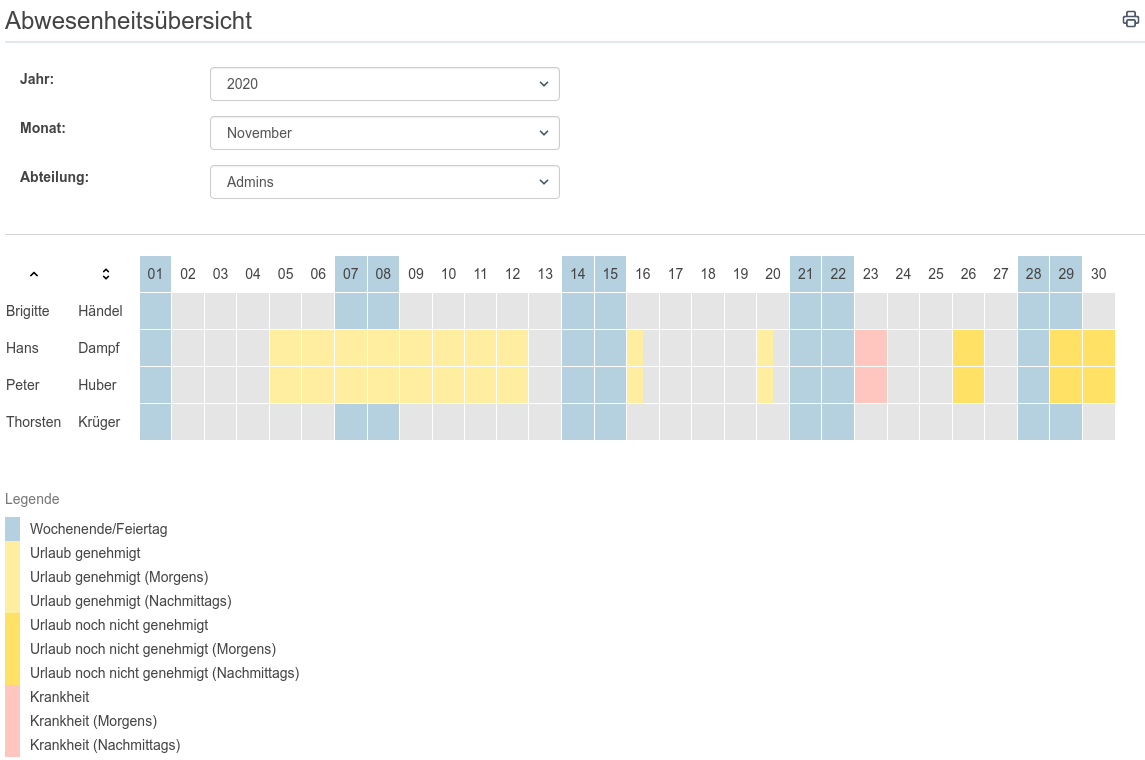 Abwesenheitsübersicht
Jahr: 2020
Monat: November
Abteilung: Admins
01 02 03 04 05 06 07 08 09 10 11 12 13 14 15 16 17 18 19 20 21 22 23 24 25 26 27 28 29 30
Brigitte Händel
Hans Dampf
Peter Huber
Thorsten Krüger
Legende
Wochenende/Feiertag
Urlaub genehmigt
Urlaub genehmigt (Morgens)
Urlaub genehmigt (Nachmittags)
Urlaub noch nicht genehmigt
Urlaub noch nicht genehmigt (Morgens)
Urlaub noch nicht genehmigt (Nachmittags)
Krankheit
Krankheit (Morgens)
Krankheit (Nachmittags)